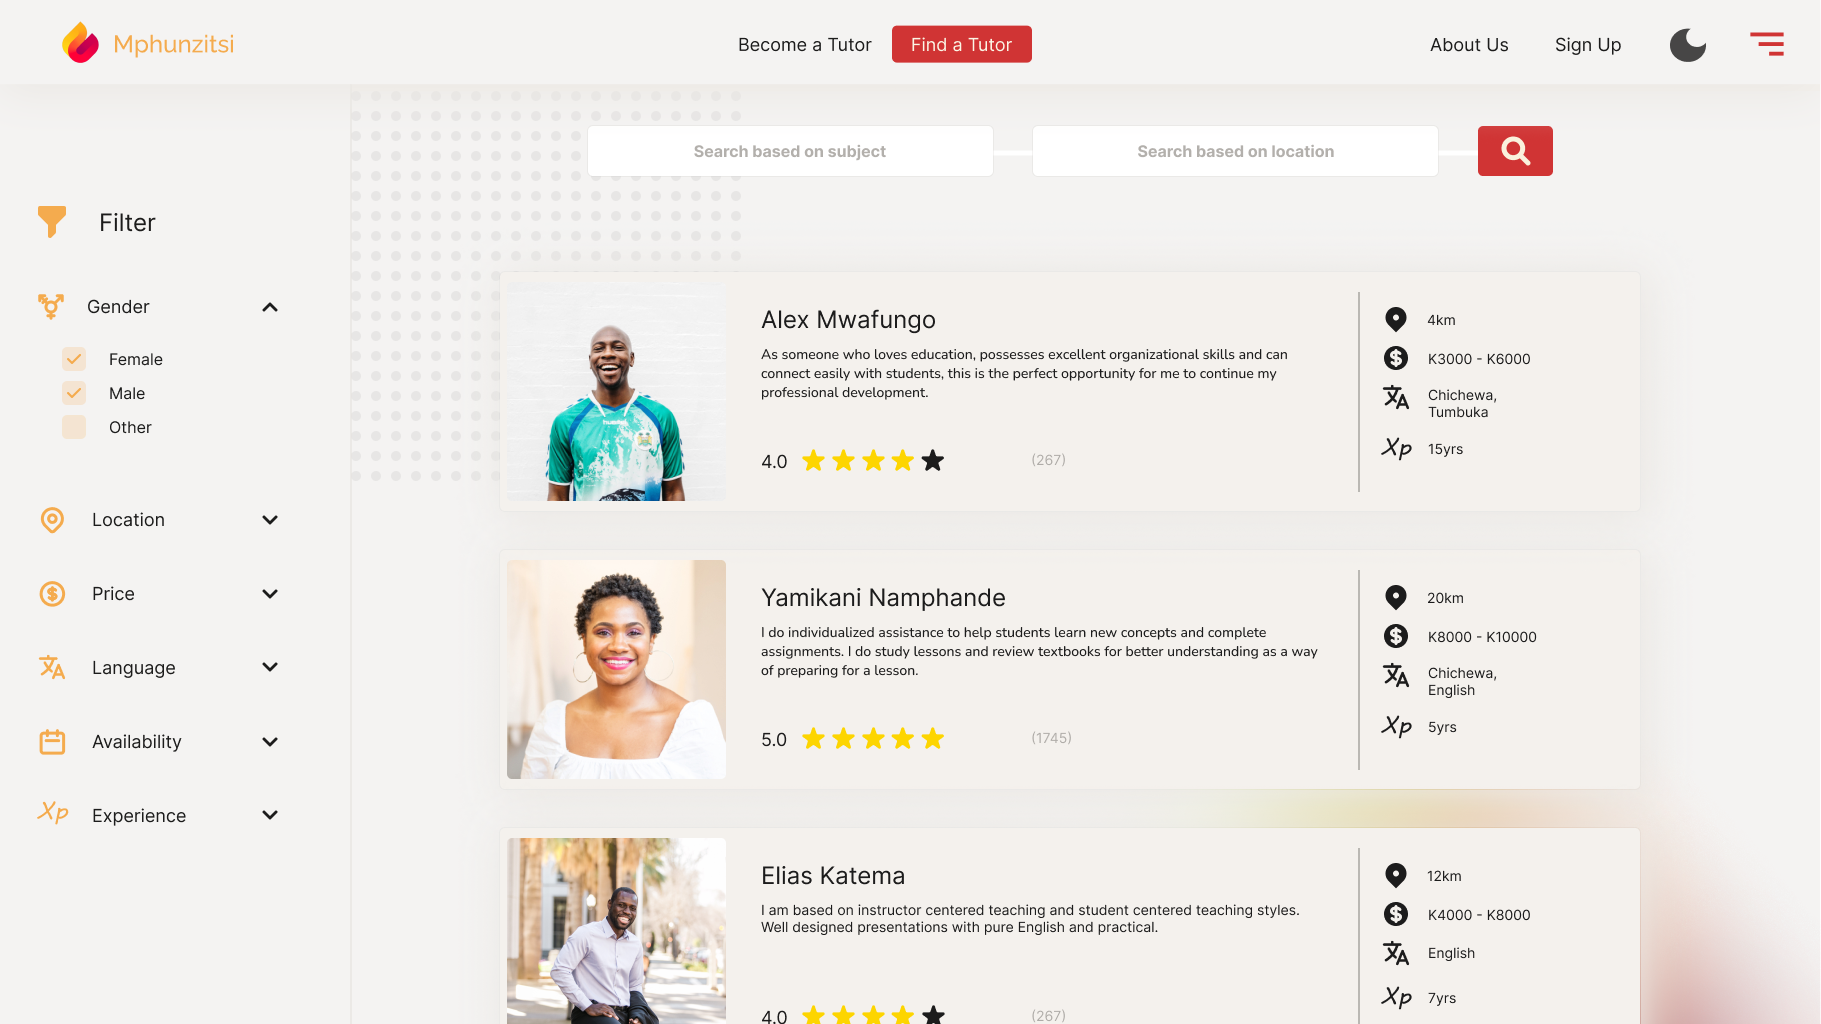 Mphunzitsi
Become a Tutor
Find a Tutor
About Us
Sign Up
Search based on subject
Search based on location
Filter
Gender
Female
Male
Other
Location
Price
Language
Availability
Experience
Alex Mwafungo
As someone who loves education, possesses excellent organizational skills and can
connect easily with students, this is the perfect opportunity for me to continue my
professional development.
4.0
(267)
4km
K3000 - K6000
Chichewa,
Tumbuka
Xp
15yrs
Yamikani Namphande
I do individualized assistance to help students learn new concepts and complete
assignments. I do study lessons and review textbooks for better understanding as a way
of preparing for a lesson.
5.0
(1745)
20km
K8000 - K10000
Chichewa,
English
Xp
5yrs
Elias Katema
I am based on instructor centered teaching and student centered teaching styles.
Well designed presentations with pure English and practical.
4.0
(267)
12km
K4000 - K8000
English
Xp
7yrs